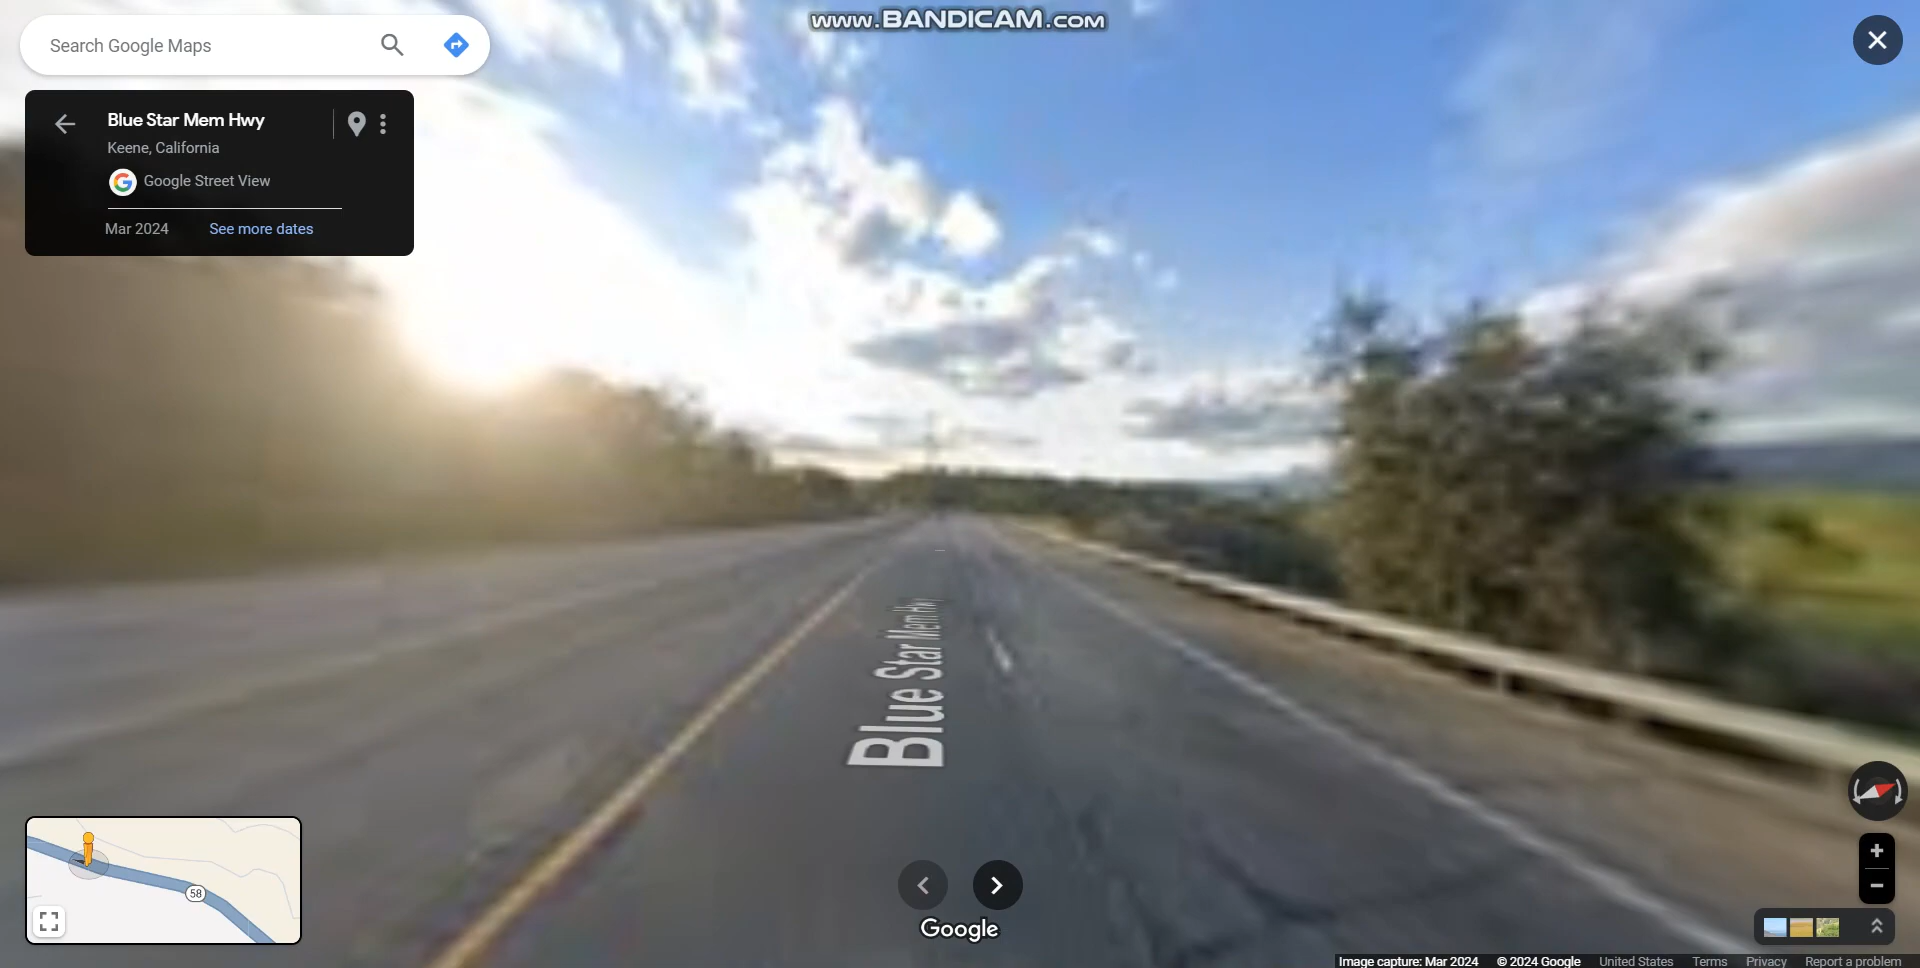 www.BANDICAM.com
Search Google Maps
Blue Star Mem Hwy
Keene, California
Google Street View
Mar 2024 See more dates
Blue Star Mem Hwy
58
Google
Image capture: Mar 2024 © 2024 Google United States Terms Privacy Report a problem